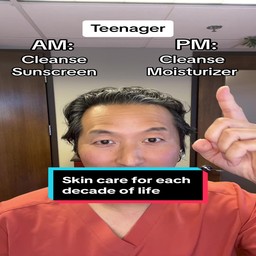 Teenager
AM:
Cleanse
Sunscreen
PM:
Cleanse
Moisturizer
Skin care for each
decade of life